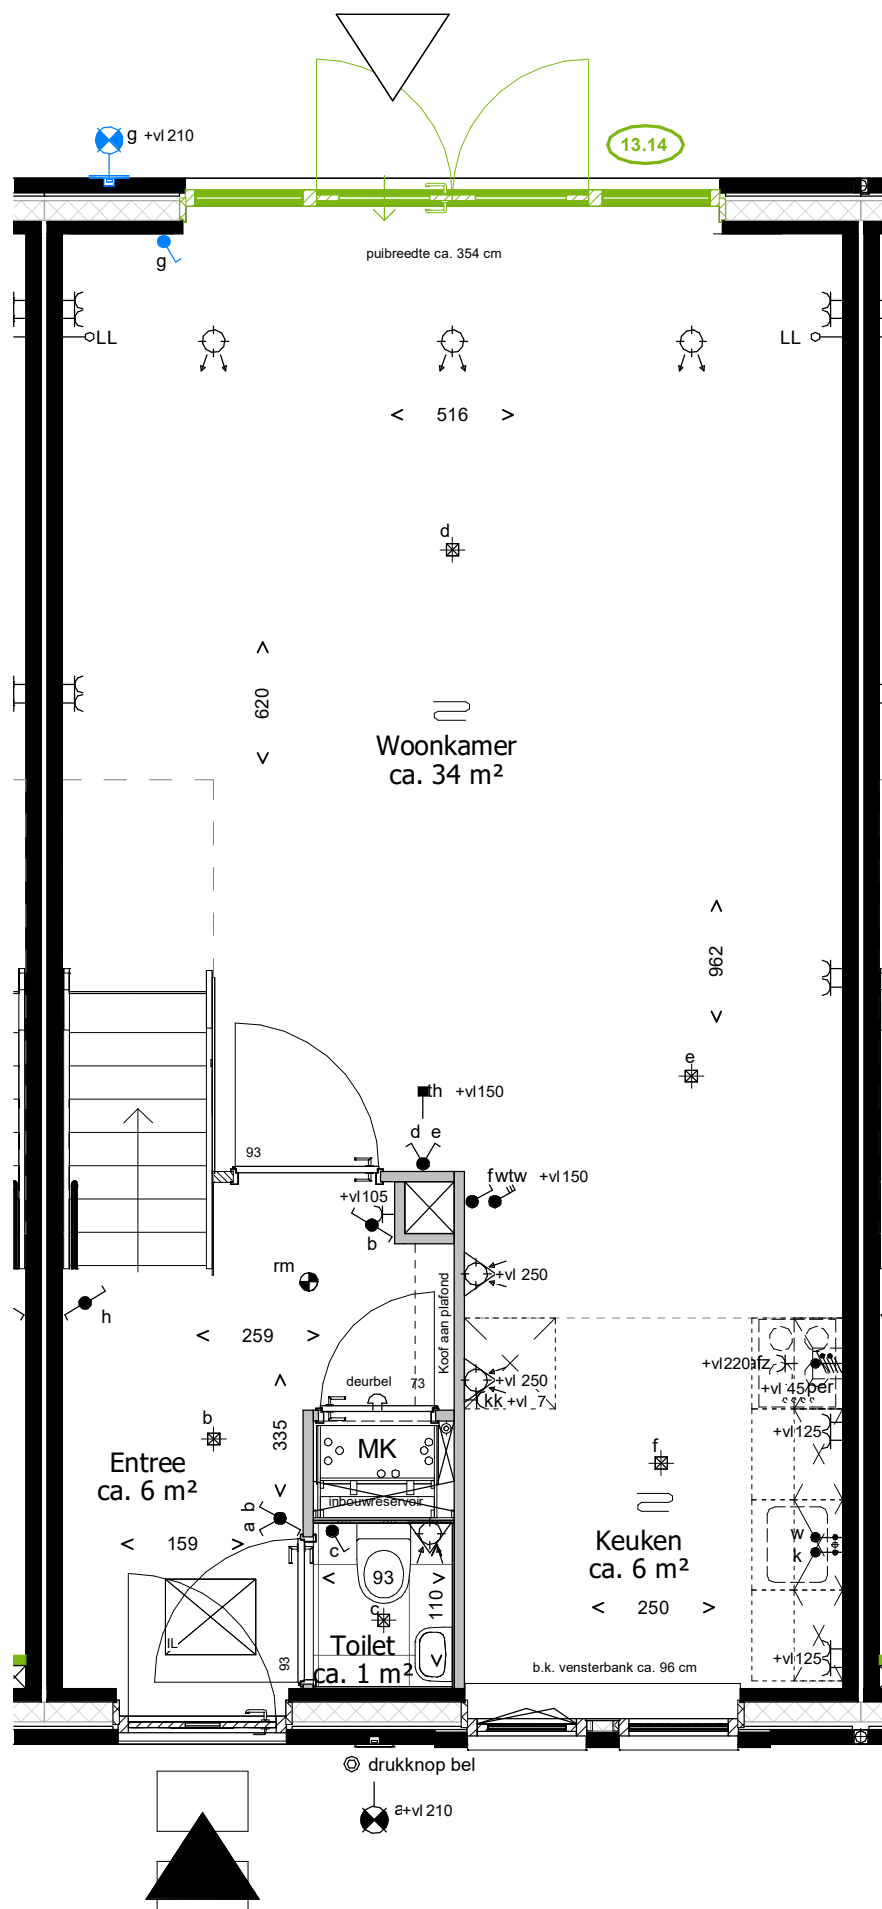 g +vl 210
13.14
g
puibreedte ca. 354 cm
LL
LL
< 516 >
d
< 620 >
Woonkamer
ca. 34 m²
< 962 >
e
th +vl150
d e
93
f wtw +vl150
+vl105
b
rm
+vl 250
h
< 259 >
Koof aan plafond
deurbel
73
+vl 250
kk +vl 7
+vl220 afz
+vl 45 per
< 335 >
b
MK
+vl125
f
Entree
ca. 6 m²
inbouwreservoir
a b
c
w
k
Keuken
ca. 6 m²
< 159 >
< 93
110
c
< 250 >
IL
93
Toilet
ca. 1 m²
+vl125
b.k. vensterbank ca. 96 cm
drukknop bel
a+vl 210